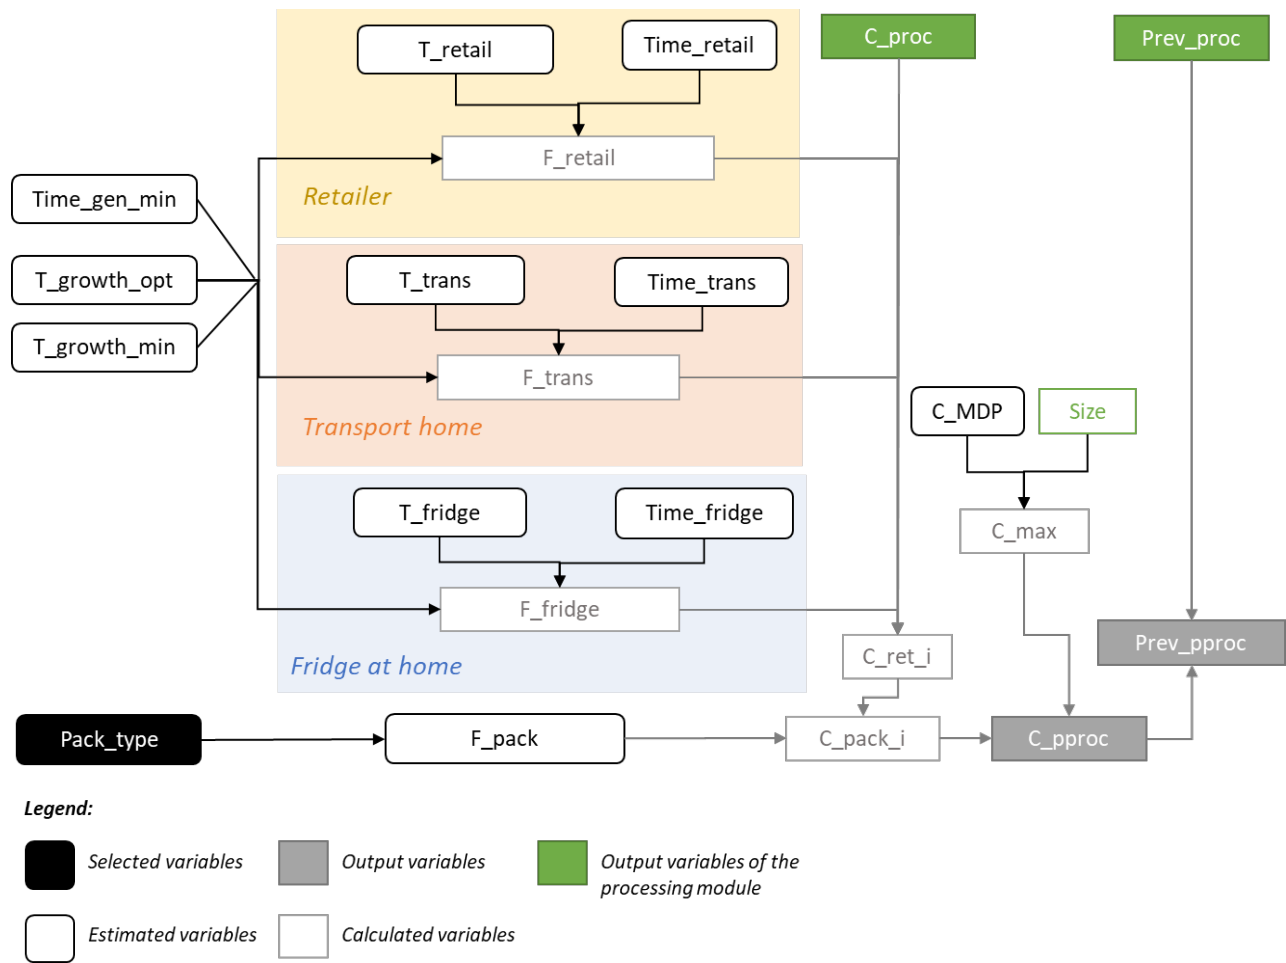 T_retail
Time_retail
C_proc
Prev_proc
F_retail
Retailer
Time_gen_min
T_growth_opt
T_growth_min
T_trans
Time_trans
F_trans
Transport home
C_MDP
Size
T_fridge
Time_fridge
C_max
F_fridge
Fridge at home
C_ret_i
Prev_pproc
Pack_type
F_pack
C_pack_i
C_pproc
Legend:
Selected variables
Output variables
Output variables of the
processing module
Estimated variables
Calculated variables